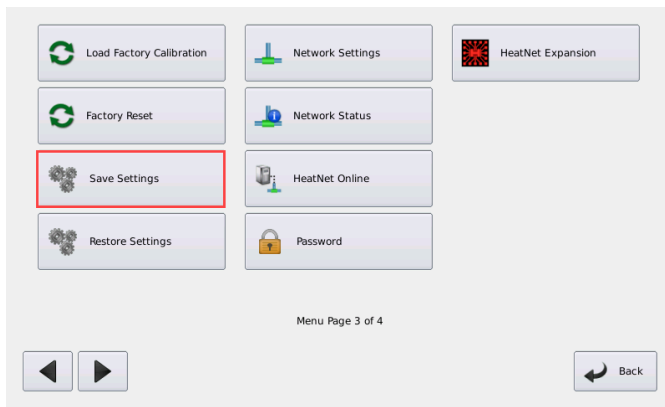 Load Factory Calibration
Network Settings
HeatNet Expansion
Factory Reset
Network Status
Save Settings
HeatNet Online
Restore Settings
Password
Menu Page 3 of 4
Back